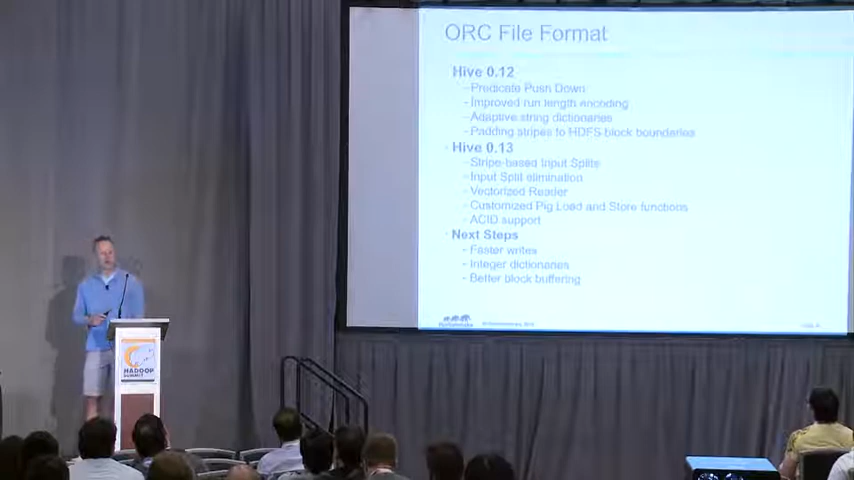 ORC File Format
Hive 0.12
- Predicate Push Down
- Improved run length encoding
- Adaptive string dictionaries
- Padding stripes to HDFS block boundaries
Hive 0.13
- Stripe-based Input Splits
- Input Split elimination
- Vectorized Reader
- Customized Pig Load and Store functions
- ACID support
Next Steps
- Faster writes
- Integer dictionaries
- Better block buffering
Hortonworks
HADOOP
SUMMIT